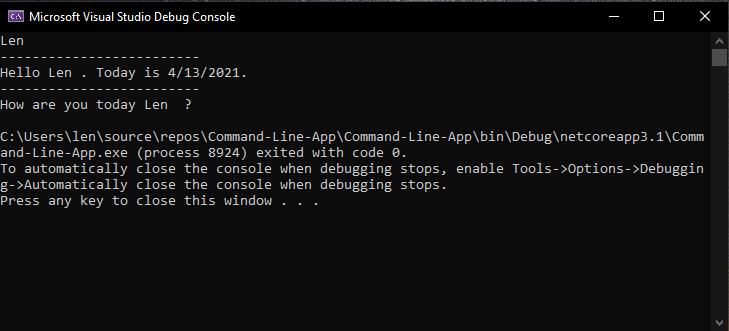 Microsoft Visual Studio Debug Console
Len
-------------------------
Hello Len . Today is 4/13/2021.
-------------------------
How are you today Len  ?
C:\Users\len\source\repos\Command-Line-App\Command-Line-App\bin\Debug\netcoreapp3.1\Comm
and-Line-App.exe (process 8924) exited with code 0.
To automatically close the console when debugging stops, enable Tools->Options->Debuggin
g->Automatically close the console when debugging stops.
Press any key to close this window . . .